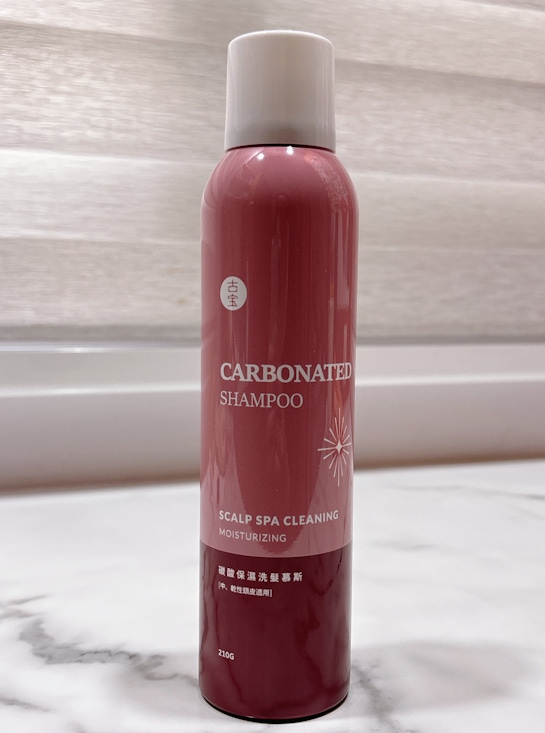 古宝
CARBONATED
SHAMPOO
SCALP SPA CLEANING
MOISTURIZING
碳酸保濕洗髮慕斯
[中、乾性頭皮適用]
210G